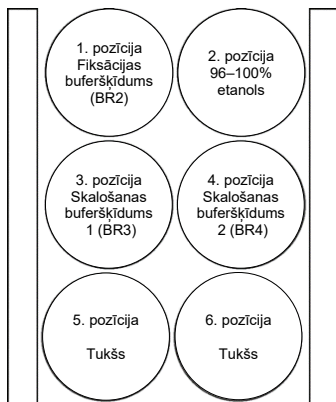 1. pozīcija
Fiksācijas
buferšķīdums
(BR2)
2. pozīcija
96–100%
etanols
3. pozīcija
Skalošanas
buferšķīdums
1 (BR3)
4. pozīcija
Skalošanas
buferšķīdums
2 (BR4)
5. pozīcija
Tukšs
6. pozīcija
Tukšs